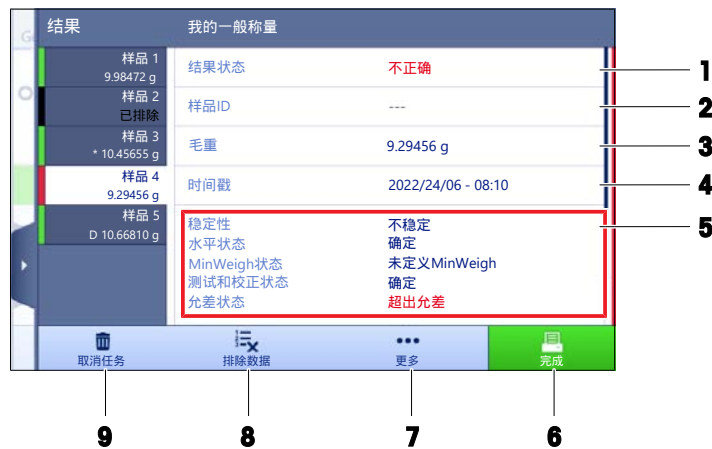 结果
我的一般称量
样品 1
9.98472 g
样品 2
已排除
样品 3
* 10.45655 g
样品 4
9.29456 g
样品 5
D 10.66810 g
结果状态 不正确
样品ID ---
毛重 9.29456 g
时间戳 2022/24/06 - 08:10
稳定性 不稳定
水平状态 确定
MinWeigh状态 未定义MinWeigh
测试和校正状态 确定
允差状态 超出允差
1
2
3
4
5
取消任务
排除数据
更多
完成
9
8
7
6